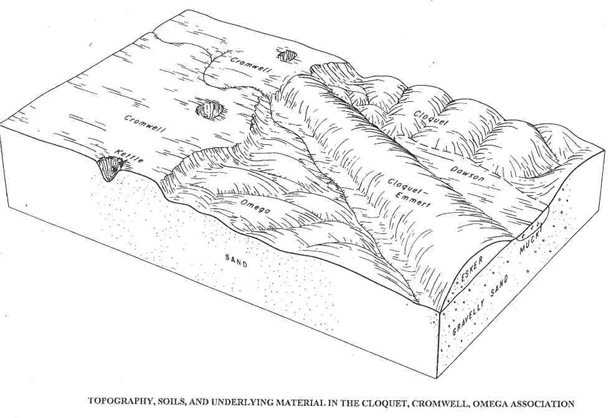 Cromwell
Cromwell
Kettle
Cloquet
Dawson
Cloquet-
Emmert
Omega
SAND
ESKER
MUCKY
GRAVELLY SAND
TOPOGRAPHY, SOILS, AND UNDERLYING MATERIAL IN THE CLOQUET, CROMWELL, OMEGA ASSOCIATION